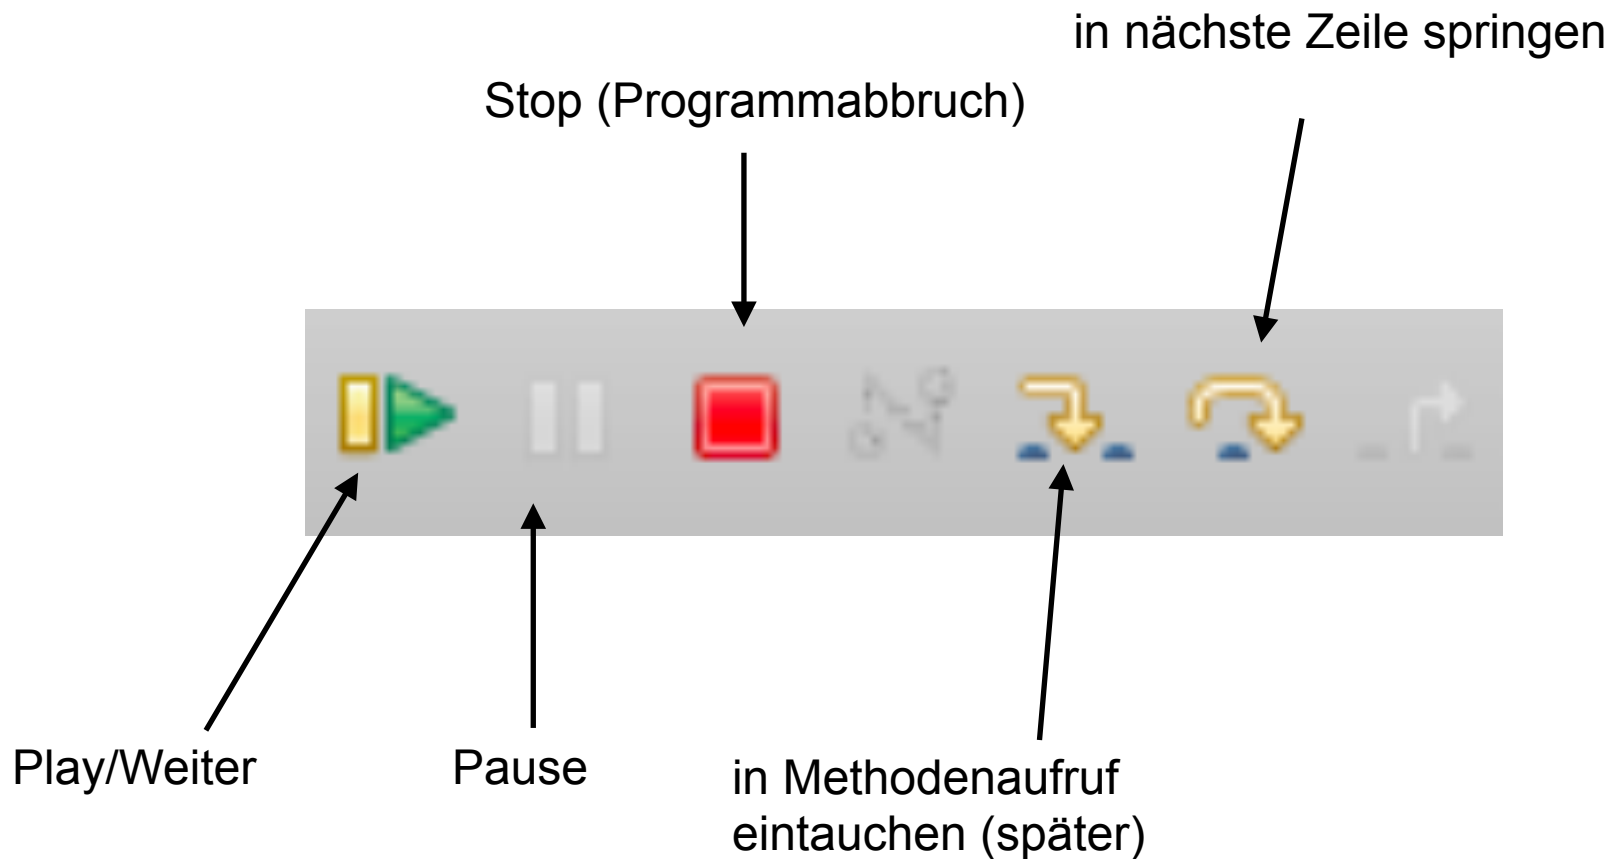 in nächste Zeile springen
Stop (Programmabbruch)
Play/Weiter
Pause
in Methodenaufruf
eintauchen (später)